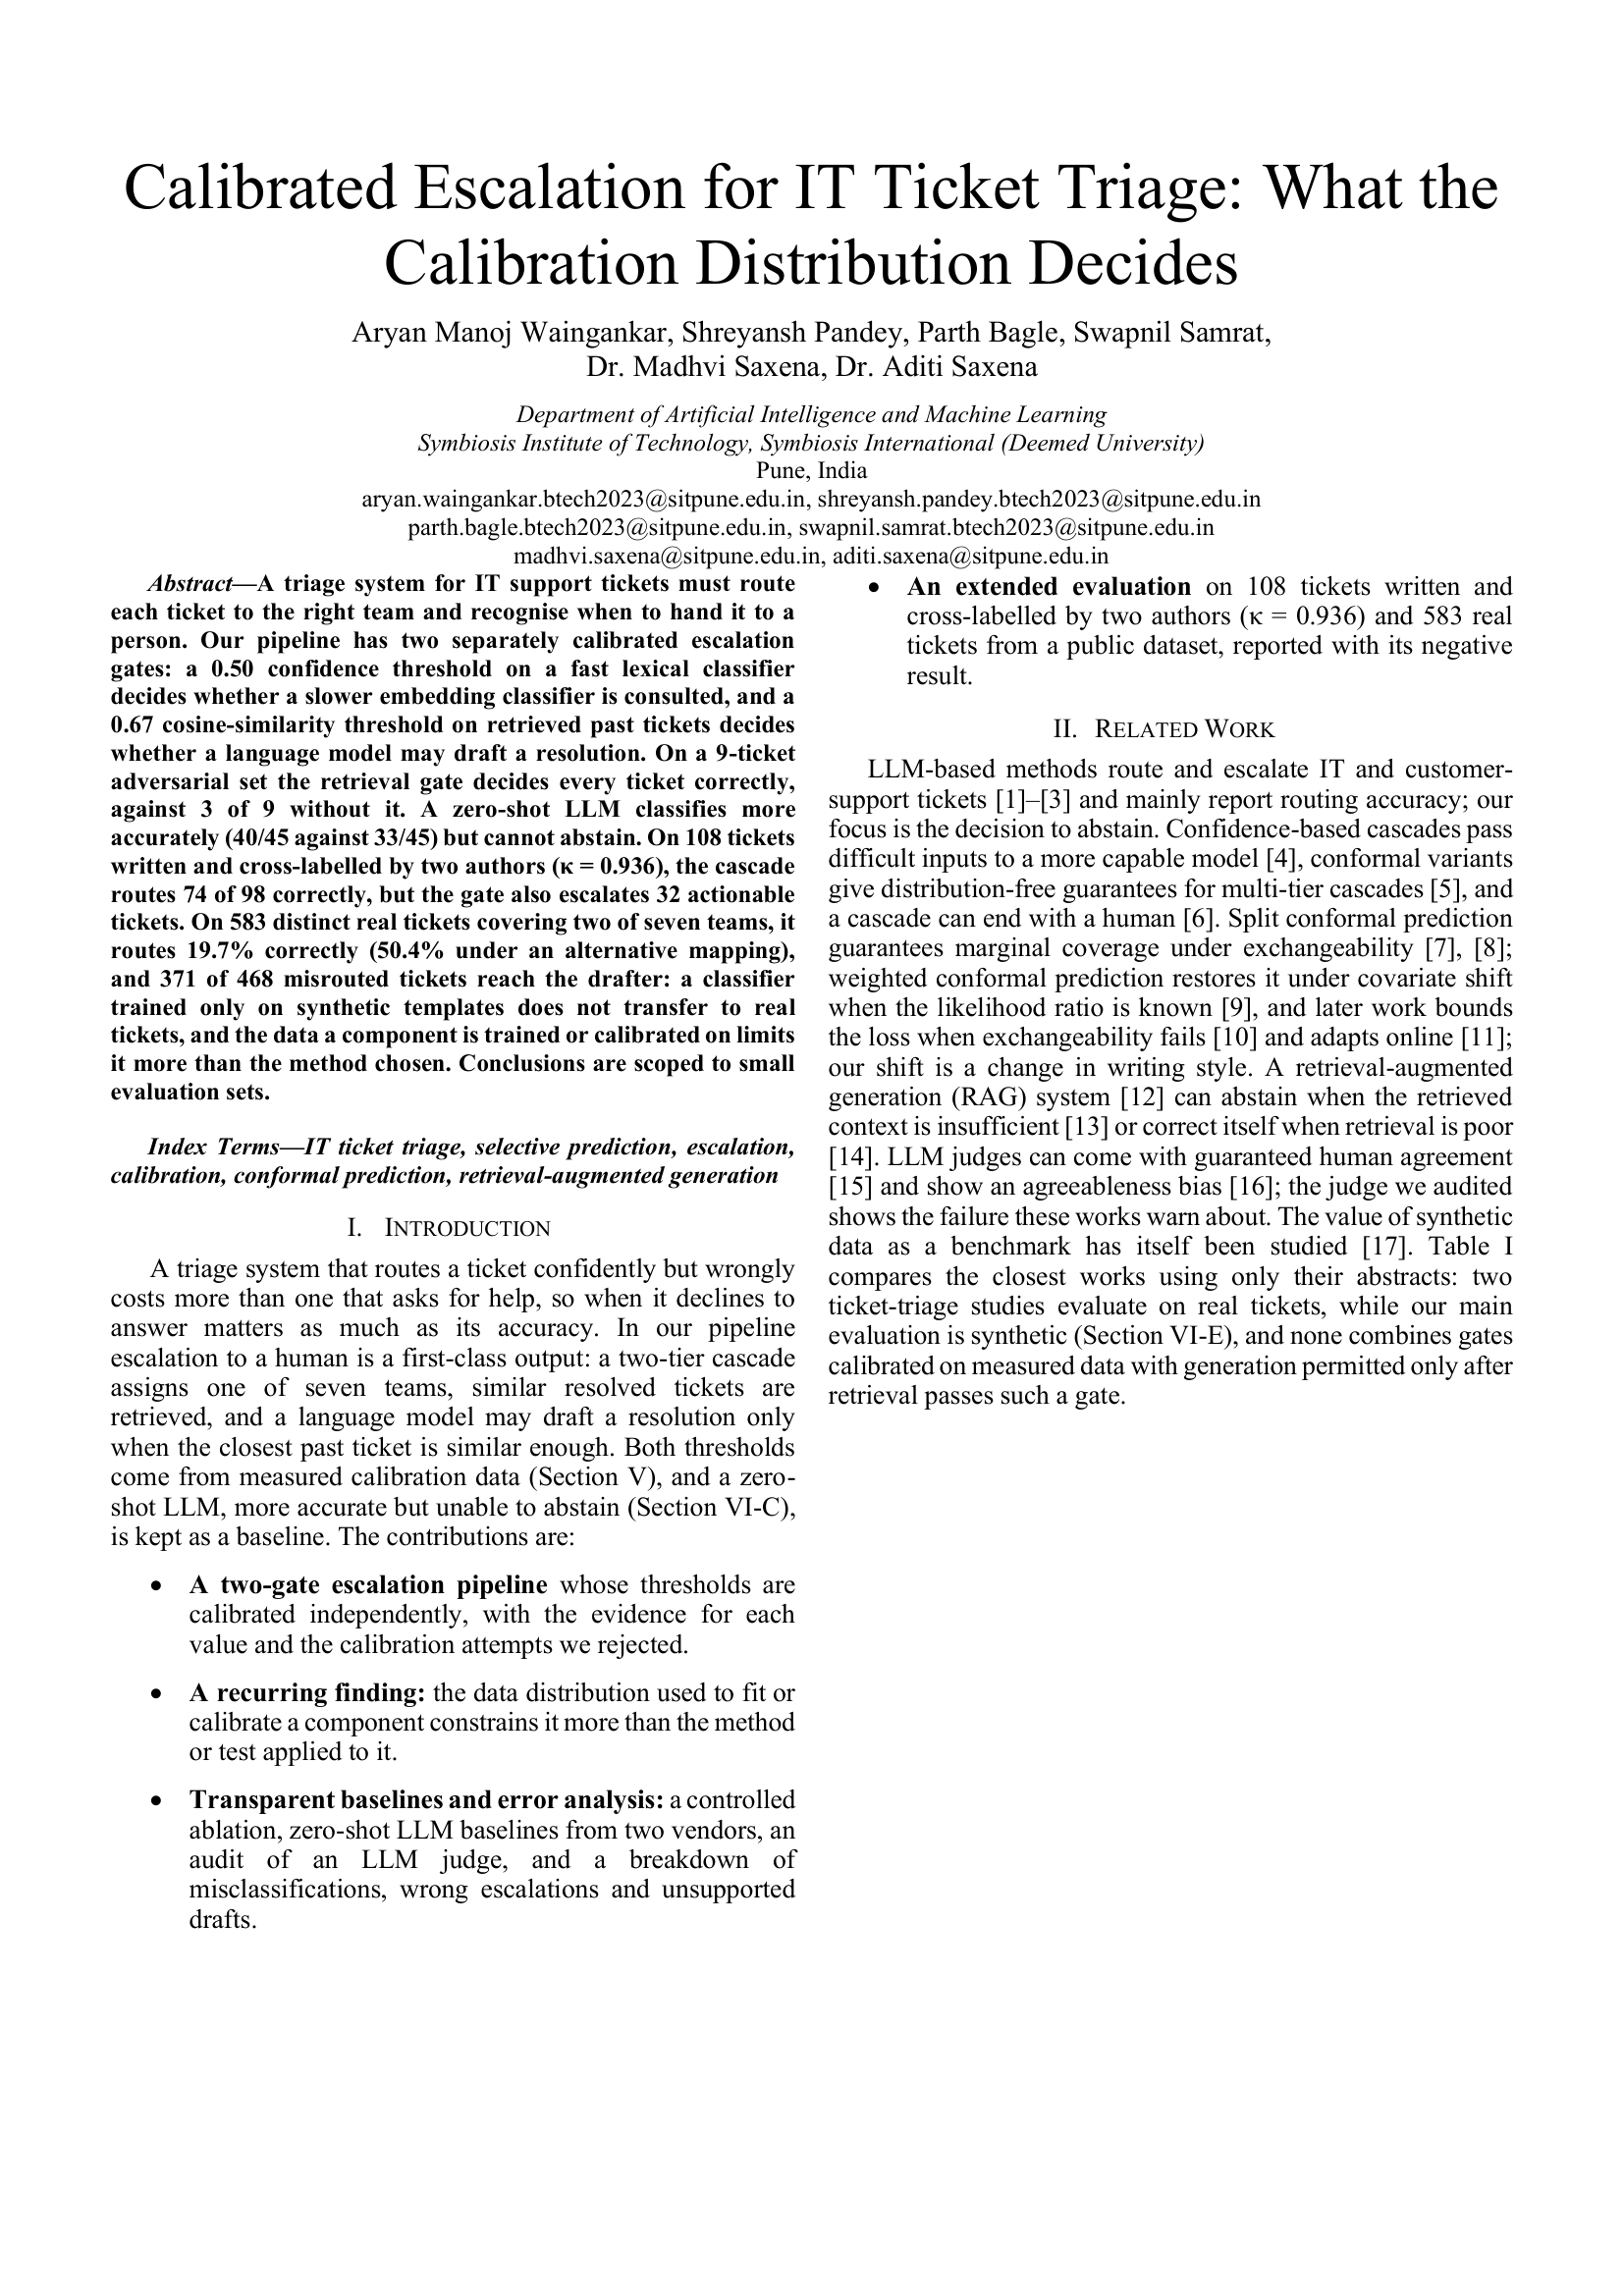 Calibrated Escalation for IT Ticket Triage: What the
Calibration Distribution Decides
Aryan Manoj Waingankar, Shreyansh Pandey, Parth Bagle, Swapnil Samrat,
Dr. Madhvi Saxena, Dr. Aditi Saxena
Department of Artificial Intelligence and Machine Learning
Symbiosis Institute of Technology, Symbiosis International (Deemed University)
Pune, India
aryan.waingankar.btech2023@sitpune.edu.in, shreyansh.pandey.btech2023@sitpune.edu.in
parth.bagle.btech2023@sitpune.edu.in, swapnil.samrat.btech2023@sitpune.edu.in
madhvi.saxena@sitpune.edu.in, aditi.saxena@sitpune.edu.in
Abstract—A triage system for IT support tickets must route
each ticket to the right team and recognise when to hand it to a
person. Our pipeline has two separately calibrated escalation
gates: a 0.50 confidence threshold on a fast lexical classifier
decides whether a slower embedding classifier is consulted, and a
0.67 cosine-similarity threshold on retrieved past tickets decides
whether a language model may draft a resolution. On a 9-ticket
adversarial set the retrieval gate decides every ticket correctly,
against 3 of 9 without it. A zero-shot LLM classifies more
accurately (40/45 against 33/45) but cannot abstain. On 108 tickets
written and cross-labelled by two authors (κ = 0.936), the cascade
routes 74 of 98 correctly, but the gate also escalates 32 actionable
tickets. On 583 distinct real tickets covering two of seven teams, it
routes 19.7% correctly (50.4% under an alternative mapping),
and 371 of 468 misrouted tickets reach the drafter: a classifier
trained only on synthetic templates does not transfer to real
tickets, and the data a component is trained or calibrated on limits
it more than the method chosen. Conclusions are scoped to small
evaluation sets.
Index Terms—IT ticket triage, selective prediction, escalation,
calibration, conformal prediction, retrieval-augmented generation
I. INTRODUCTION
A triage system that routes a ticket confidently but wrongly
costs more than one that asks for help, so when it declines to
answer matters as much as its accuracy. In our pipeline
escalation to a human is a first-class output: a two-tier cascade
assigns one of seven teams, similar resolved tickets are
retrieved, and a language model may draft a resolution only
when the closest past ticket is similar enough. Both thresholds
come from measured calibration data (Section V), and a zero-
shot LLM, more accurate but unable to abstain (Section VI-C),
is kept as a baseline. The contributions are:
• A two-gate escalation pipeline whose thresholds are
calibrated independently, with the evidence for each
value and the calibration attempts we rejected.
• A recurring finding: the data distribution used to fit or
calibrate a component constrains it more than the method
or test applied to it.
• Transparent baselines and error analysis: a controlled
ablation, zero-shot LLM baselines from two vendors, an
audit of an LLM judge, and a breakdown of
misclassifications, wrong escalations and unsupported
drafts.
• An extended evaluation on 108 tickets written and
cross-labelled by two authors (κ = 0.936) and 583 real
tickets from a public dataset, reported with its negative
result.
II. RELATED WORK
LLM-based methods route and escalate IT and customer-
support tickets [1]–[3] and mainly report routing accuracy; our
focus is the decision to abstain. Confidence-based cascades pass
difficult inputs to a more capable model [4], conformal variants
give distribution-free guarantees for multi-tier cascades [5], and
a cascade can end with a human [6]. Split conformal prediction
guarantees marginal coverage under exchangeability [7], [8];
weighted conformal prediction restores it under covariate shift
when the likelihood ratio is known [9], and later work bounds
the loss when exchangeability fails [10] and adapts online [11];
our shift is a change in writing style. A retrieval-augmented
generation (RAG) system [12] can abstain when the retrieved
context is insufficient [13] or correct itself when retrieval is poor
[14]. LLM judges can come with guaranteed human agreement
[15] and show an agreeableness bias [16]; the judge we audited
shows the failure these works warn about. The value of synthetic
data as a benchmark has itself been studied [17]. Table I
compares the closest works using only their abstracts: two
ticket-triage studies evaluate on real tickets, while our main
evaluation is synthetic (Section VI-E), and none combines gates
calibrated on measured data with generation permitted only after
retrieval passes such a gate.